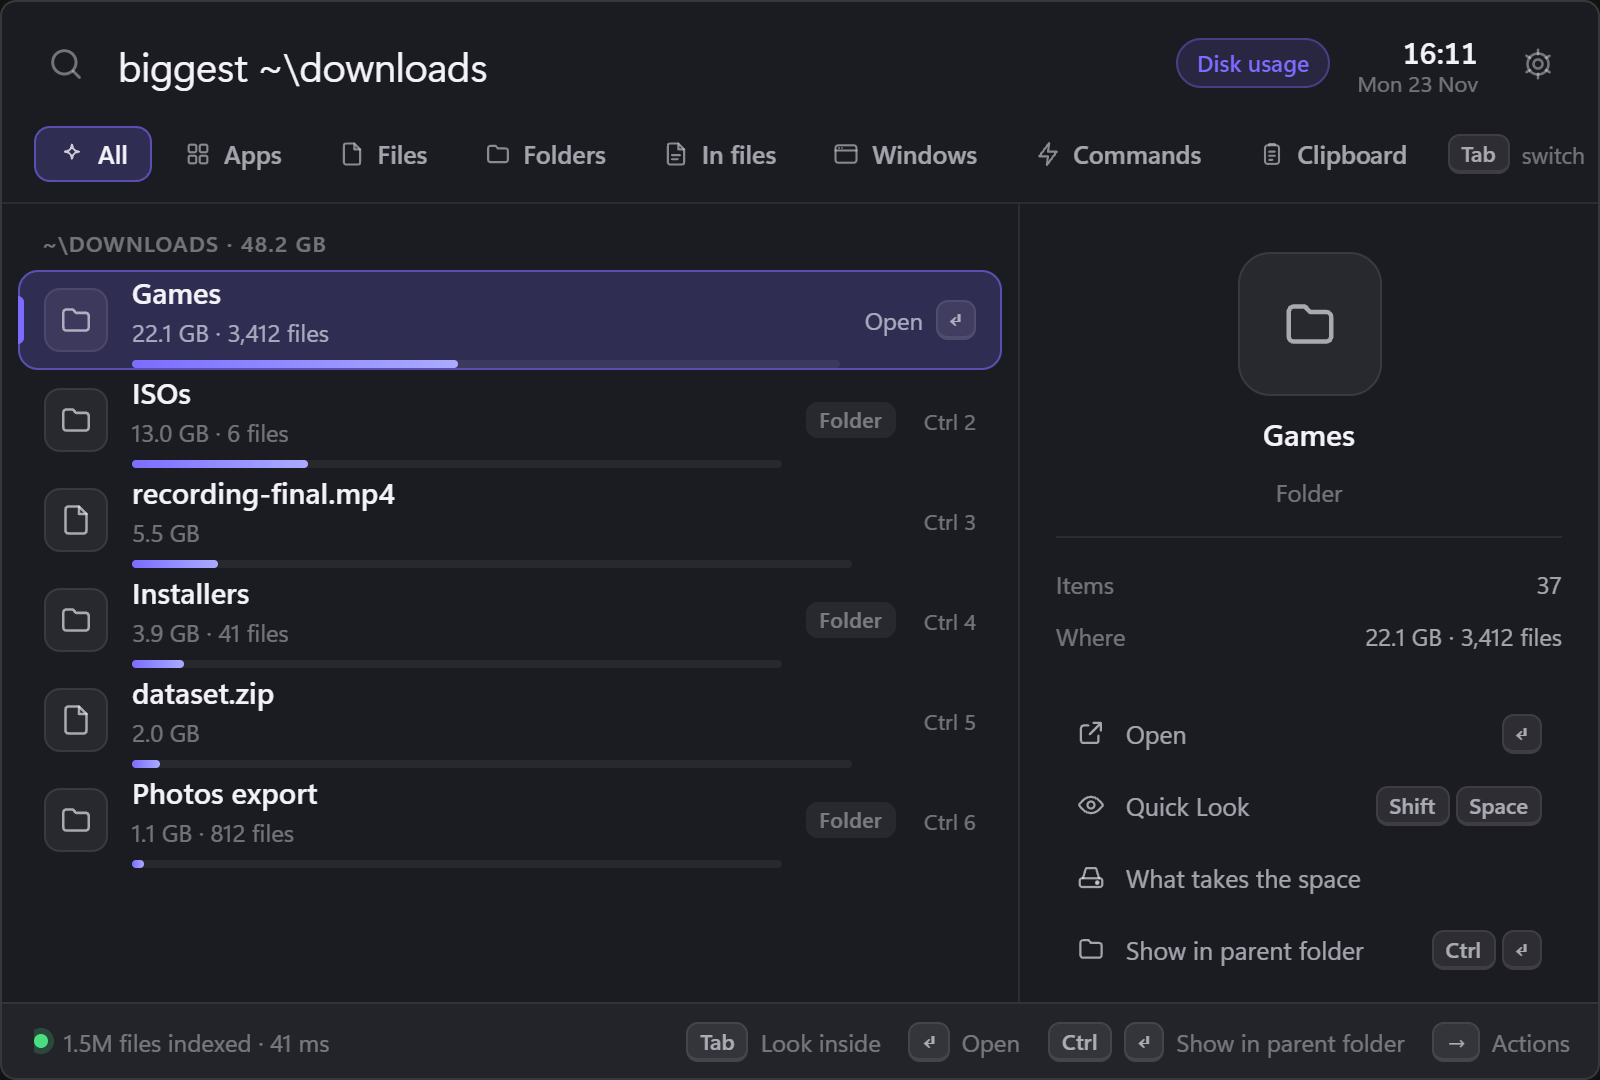 biggest ~\downloads
Disk usage
16:11
Mon 23 Nov
All
Apps
Files
Folders
In files
Windows
Commands
Clipboard
Tab switch
~\DOWNLOADS · 48.2 GB
Games
22.1 GB · 3,412 files
Open
ISOs
13.0 GB · 6 files
Folder
Ctrl 2
recording-final.mp4
5.5 GB
Ctrl 3
Installers
3.9 GB · 41 files
Folder
Ctrl 4
dataset.zip
2.0 GB
Ctrl 5
Photos export
1.1 GB · 812 files
Folder
Ctrl 6
Games
Folder
Items 37
Where 22.1 GB · 3,412 files
Open
Quick Look Shift Space
What takes the space
Show in parent folder Ctrl
1.5M files indexed · 41 ms
Tab Look inside
Open
Ctrl Show in parent folder
→ Actions